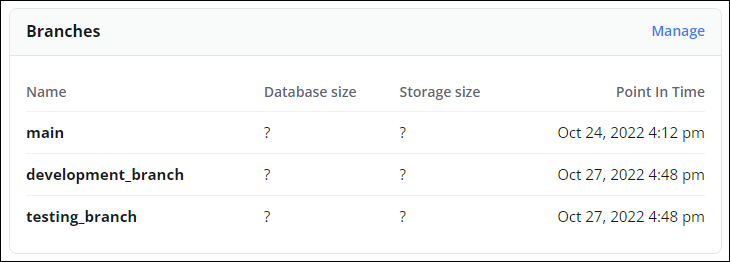 Branches Manage
Name Database size Storage size Point In Time
main ? ? Oct 24, 2022 4:12 pm
development_branch ? ? Oct 27, 2022 4:48 pm
testing_branch ? ? Oct 27, 2022 4:48 pm